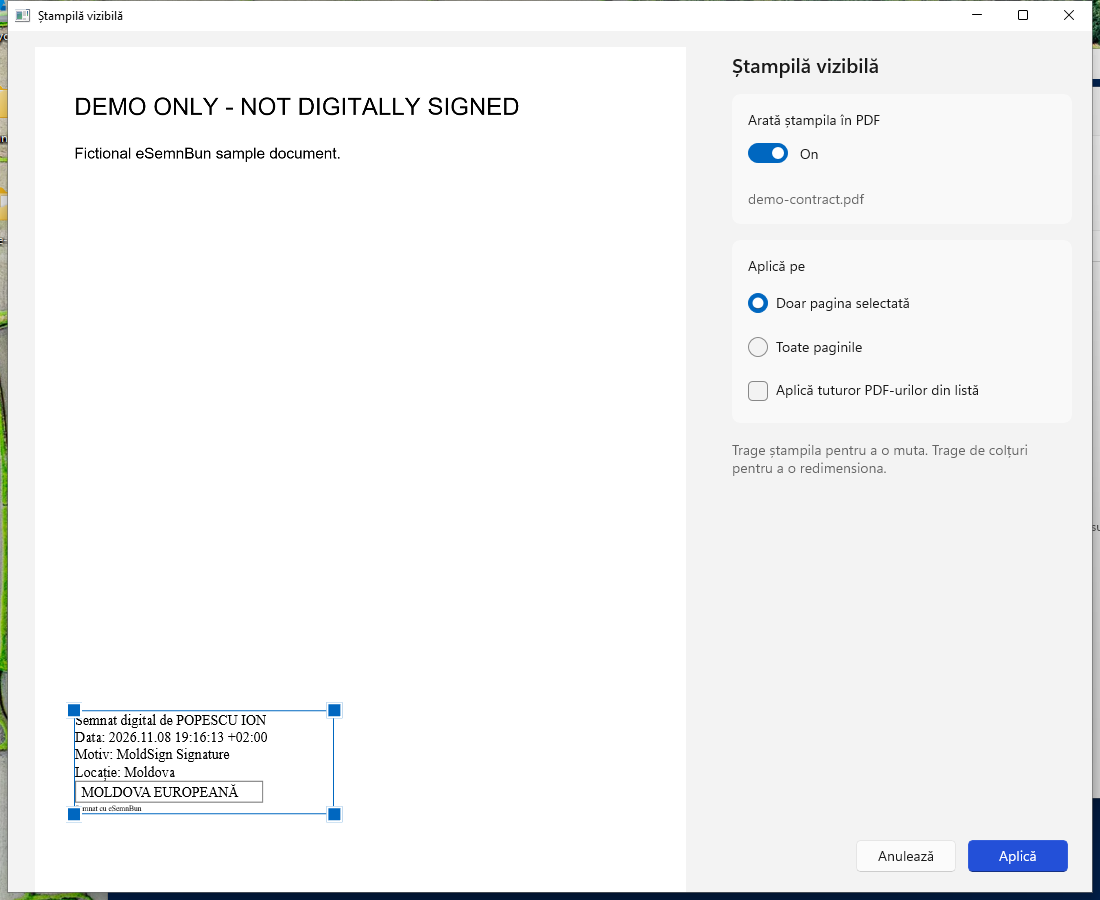 Ștampilă vizibilă
DEMO ONLY - NOT DIGITALLY SIGNED
Fictional eSemnBun sample document.
Semnat digital de POPESCU ION
Data: 2026.11.08 19:16:13 +02:00
Motiv: MoldSign Signature
Locație: Moldova
MOLDOVA EUROPEANĂ
mnat cu eSemnBun
Ștampilă vizibilă
Arată ștampila în PDF
On
demo-contract.pdf
Aplică pe
Doar pagina selectată
Toate paginile
Aplică tuturor PDF-urilor din listă
Trage ștampila pentru a o muta. Trage de colțuri
pentru a o redimensiona.
Anulează
Aplică